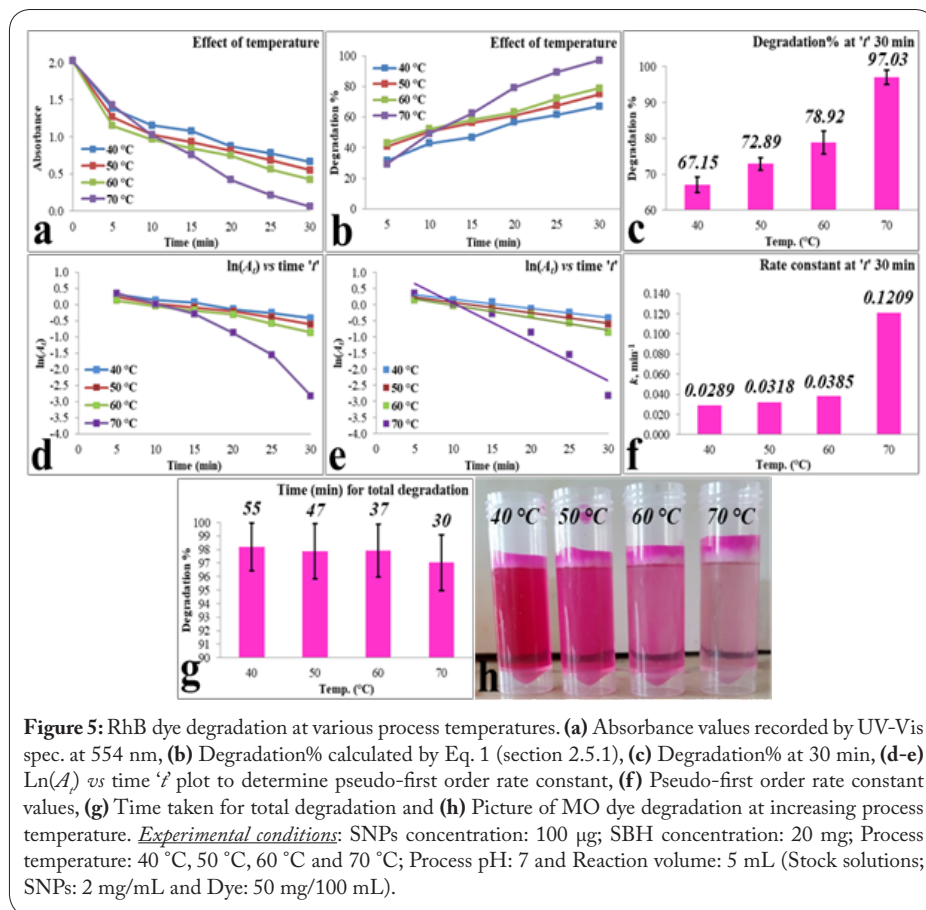 Effect of temperature
Absorbance
2.0
1.5
1.0
0.5
0.0
40 °C
50 °C
60 °C
70 °C
0 5 10 15 20 25 30
Time (min)
a
Effect of temperature
Degradation %
100
80
60
40
20
0
40 °C
50 °C
60 °C
70 °C
5 10 15 20 25 30
Time (min)
b
Degradation% at 't' 30 min
Degradation %
100
90
80
70
60
67.15
72.89
78.92
97.03
40 50 60 70
Temp. (°C)
c
ln(At) vs time 't'
ln(At)
1.0
0.5
0.0
-0.5
-1.0
-1.5
-2.0
-2.5
-3.0
-3.5
-4.0
40 °C
50 °C
60 °C
70 °C
0 5 10 15 20 25 30
Time (min)
d
ln(At) vs time 't'
ln(At)
1.0
0.5
0.0
-0.5
-1.0
-1.5
-2.0
-2.5
-3.0
-3.5
-4.0
40 °C
50 °C
60 °C
70 °C
0 5 10 15 20 25 30
Time (min)
e
Rate constant at 't' 30 min
k, min-1
0.140
0.120
0.100
0.080
0.060
0.040
0.020
0.000
0.0289
0.0318
0.0385
0.1209
40 50 60 70
Temp. (°C)
f
Time (min) for total degradation
Degradation %
100
99
98
97
96
95
94
93
92
91
90
55
47
37
30
40 50 60 70
Temp. (°C)
g
40 °C 50 °C 60 °C 70 °C
h
Figure 5: RhB dye degradation at various process temperatures. (a) Absorbance values recorded by UV-Vis
spec. at 554 nm, (b) Degradation% calculated by Eq. 1 (section 2.5.1), (c) Degradation% at 30 min, (d-e)
Ln(At) vs time 't' plot to determine pseudo-first order rate constant, (f) Pseudo-first order rate constant
values, (g) Time taken for total degradation and (h) Picture of MO dye degradation at increasing process
temperature. Experimental conditions: SNPs concentration: 100 µg; SBH concentration: 20 mg; Process
temperature: 40 °C, 50 °C, 60 °C and 70 °C; Process pH: 7 and Reaction volume: 5 mL (Stock solutions;
SNPs: 2 mg/mL and Dye: 50 mg/100 mL).